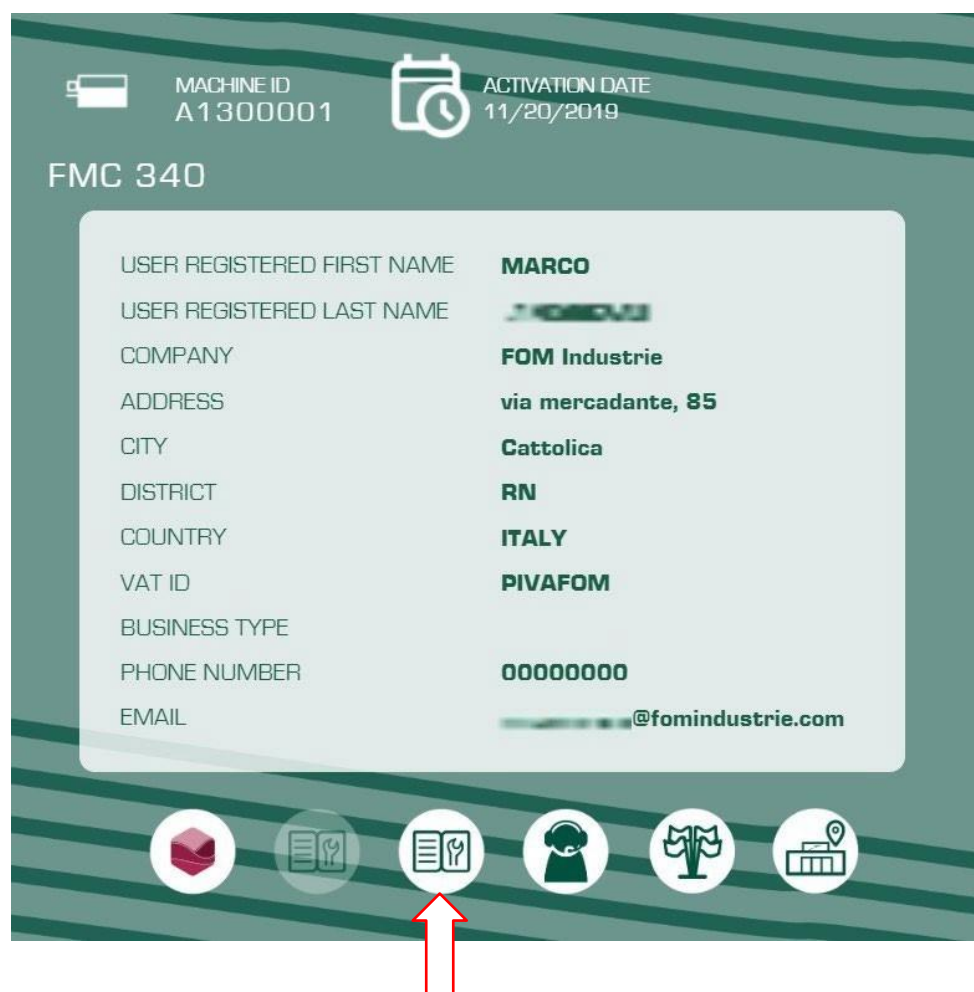 MACHINE ID
A1300001
ACTIVATION DATE
11/20/2019
FMC 340
USER REGISTERED FIRST NAME MARCO
USER REGISTERED LAST NAME
COMPANY FOM Industrie
ADDRESS via mercadante, 85
CITY Cattolica
DISTRICT RN
COUNTRY ITALY
VAT ID PIVAFOM
BUSINESS TYPE
PHONE NUMBER 00000000
EMAIL @fomindustrie.com